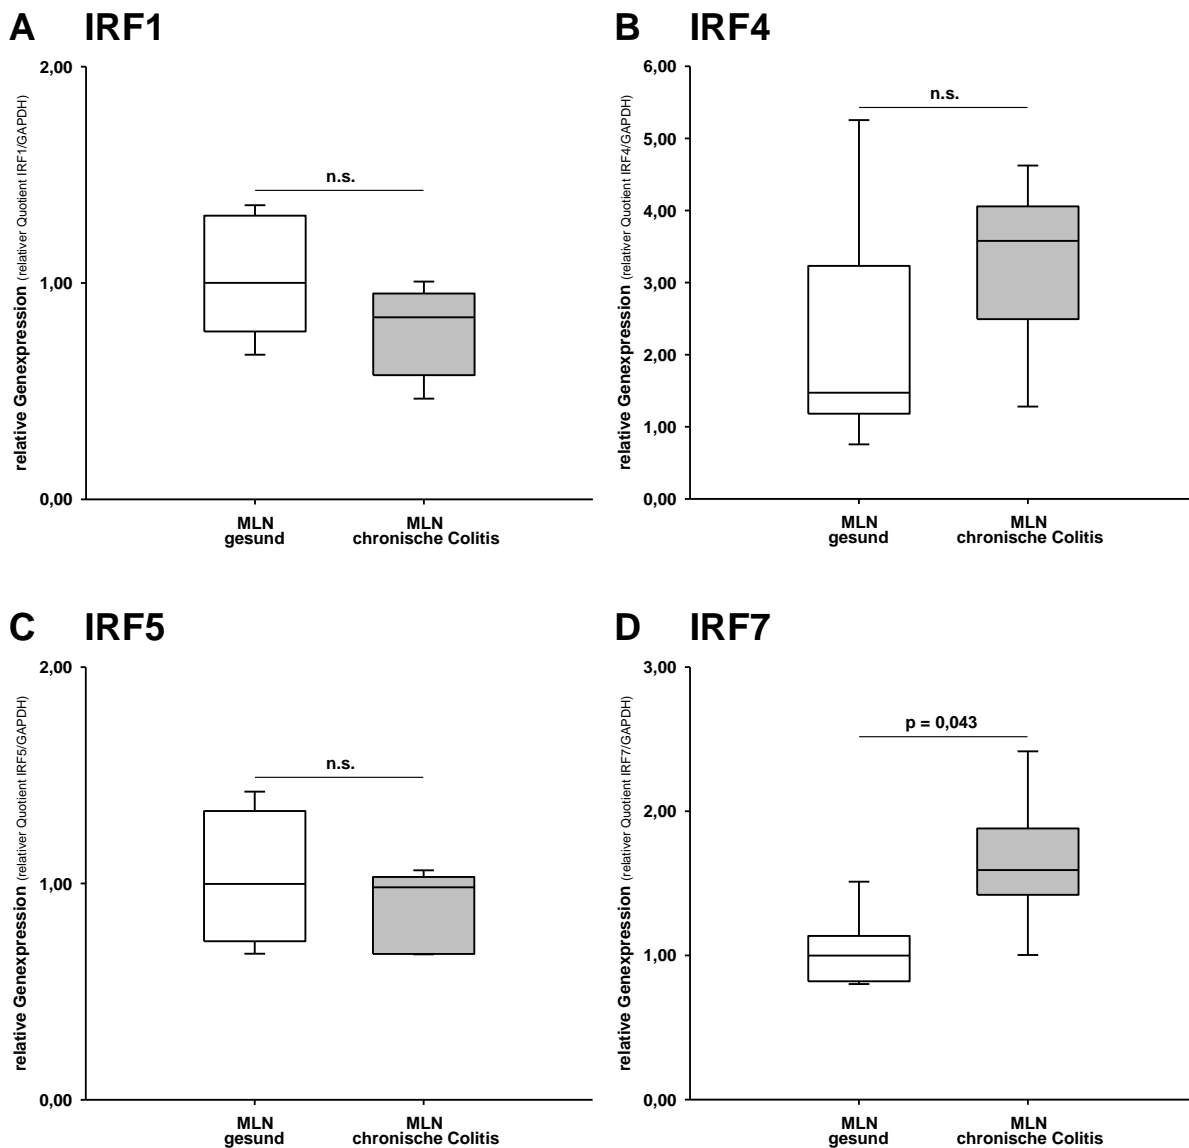 A IRF1
relative Genexpression (relativer Quotient IRF1/GAPDH)
2,00
1,00
0,00
n.s.
MLN
gesund
MLN
chronische Colitis
B IRF4
relative Genexpression (relativer Quotient IRF4/GAPDH)
6,00
5,00
4,00
3,00
2,00
1,00
0,00
n.s.
MLN
gesund
MLN
chronische Colitis
C IRF5
relative Genexpression (relativer Quotient IRF5/GAPDH)
2,00
1,00
0,00
n.s.
MLN
gesund
MLN
chronische Colitis
D IRF7
relative Genexpression (relativer Quotient IRF7/GAPDH)
3,00
2,00
1,00
0,00
p = 0,043
MLN
gesund
MLN
chronische Colitis